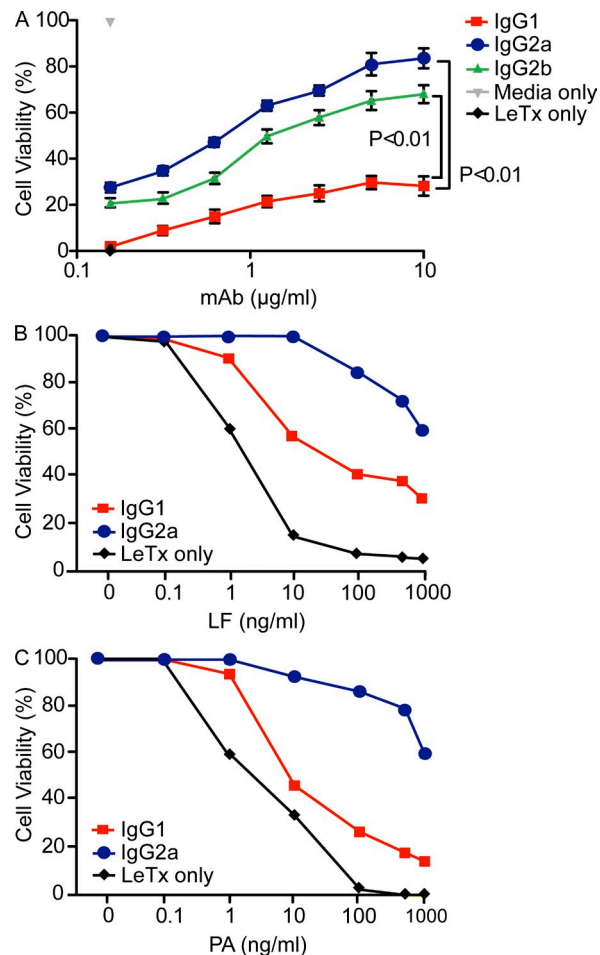 A
100
80
60
40
20
0
Cell Viability (%)
0.1
1
10
mAb (µg/ml)
P<0.01
P<0.01
IgG1
IgG2a
IgG2b
Media only
LeTx only
B
100
80
60
40
20
0
Cell Viability (%)
IgG1
IgG2a
LeTx only
0
0.1
1
10
100
1000
LF (ng/ml)
C
100
80
60
40
20
0
Cell Viability (%)
IgG1
IgG2a
LeTx only
0
0.1
1
10
100
1000
PA (ng/ml)